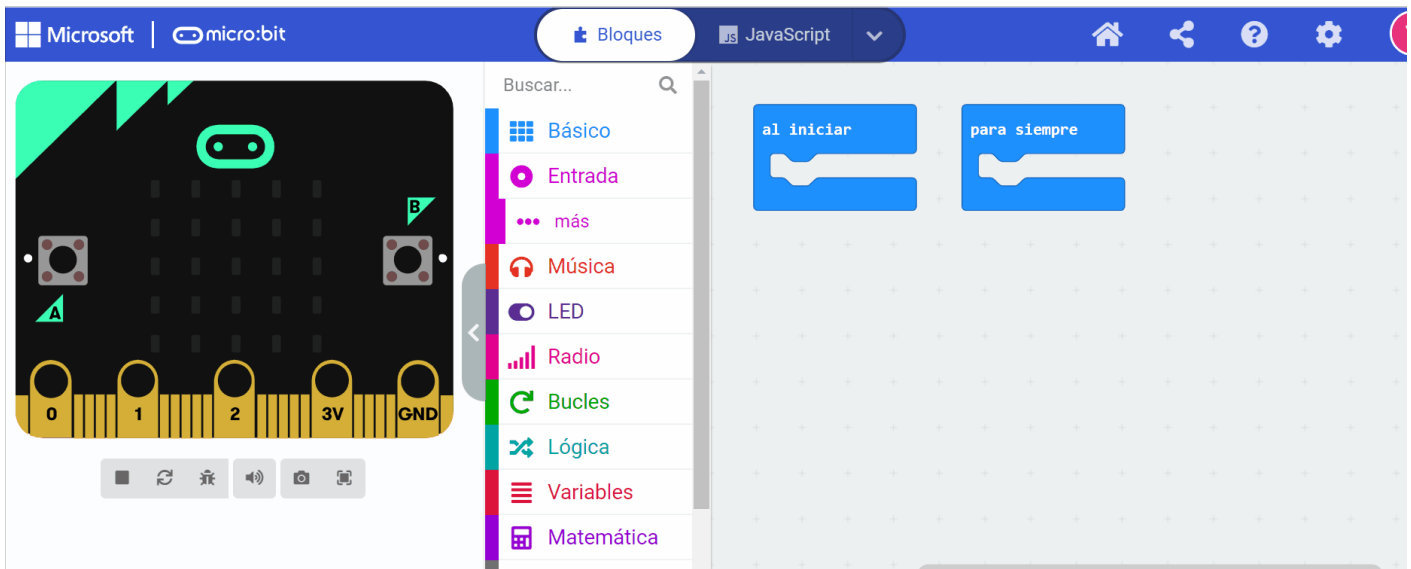 Microsoft micro:bit Bloques JS JavaScript
Buscar...
Básico
Entrada
más
Música
LED
Radio
Bucles
Lógica
Variables
Matemática
al iniciar
para siempre
B
A
0 1 2 3V GND